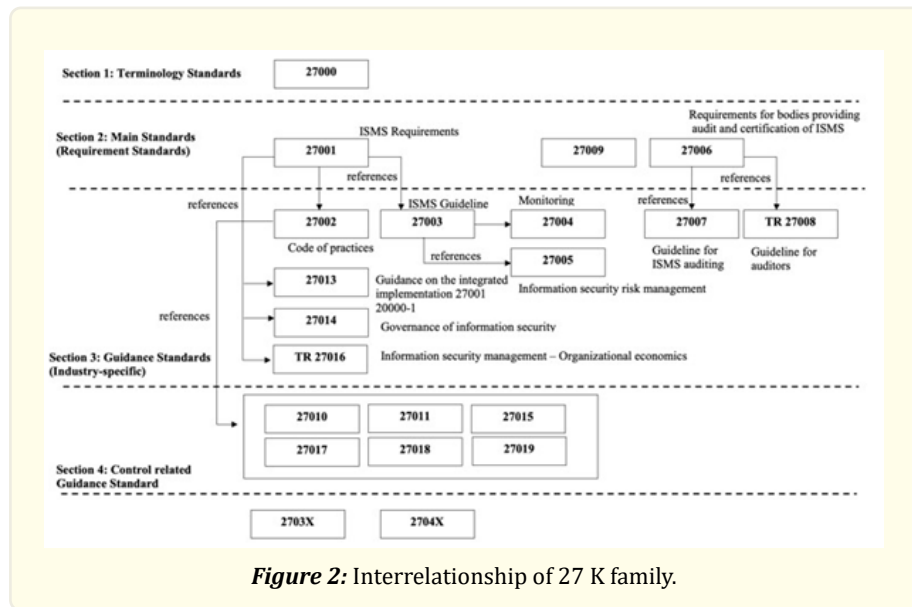 Section 1: Terminology Standards
27000
Section 2: Main Standards
(Requirement Standards)
ISMS Requirements
27001
references
27009
Requirements for bodies providing
audit and certification of ISMS
27006
references
references
references
27002
Code of practices
ISMS Guideline
27003
references
Monitoring
27004
27005
Information security risk management
27007
Guideline for
ISMS auditing
TR 27008
Guideline for
auditors
27013
Guidance on the integrated
implementation 27001
20000-1
references
27014
Governance of information security
Section 3: Guidance Standards
(Industry-specific)
TR 27016
Information security management – Organizational economics
27010
27011
27015
27017
27018
27019
Section 4: Control related
Guidance Standard
2703X
2704X
Figure 2: Interrelationship of 27 K family.